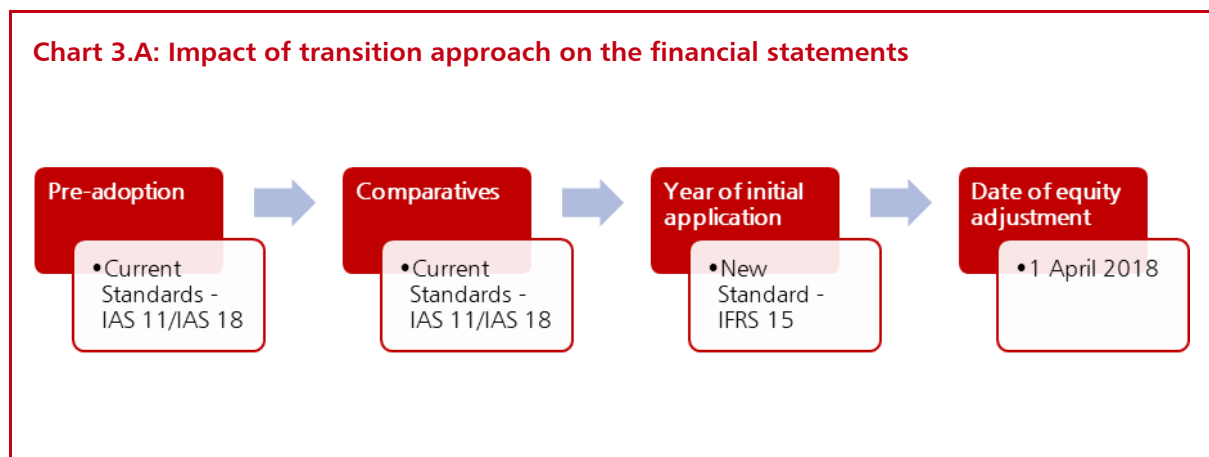 Chart 3.A: Impact of transition approach on the financial statements
Pre-adoption
•Current
Standards -
IAS 11/IAS 18
Comparatives
•Current
Standards -
IAS 11/IAS 18
Year of initial
application
•New
Standard -
IFRS 15
Date of equity
adjustment
•1 April 2018